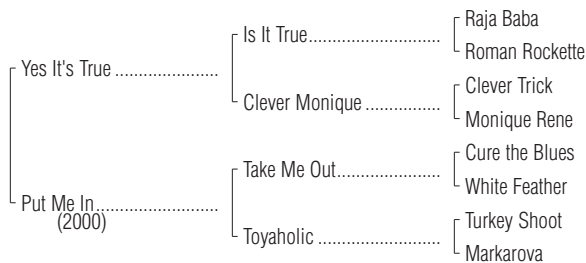 Raja Baba
Is It True
Roman Rockette
Yes It's True
Clever Trick
Clever Monique
Monique Rene
Cure the Blues
Take Me Out
White Feather
Put Me In
(2000)
Turkey Shoot
Toyaholic
Markarova